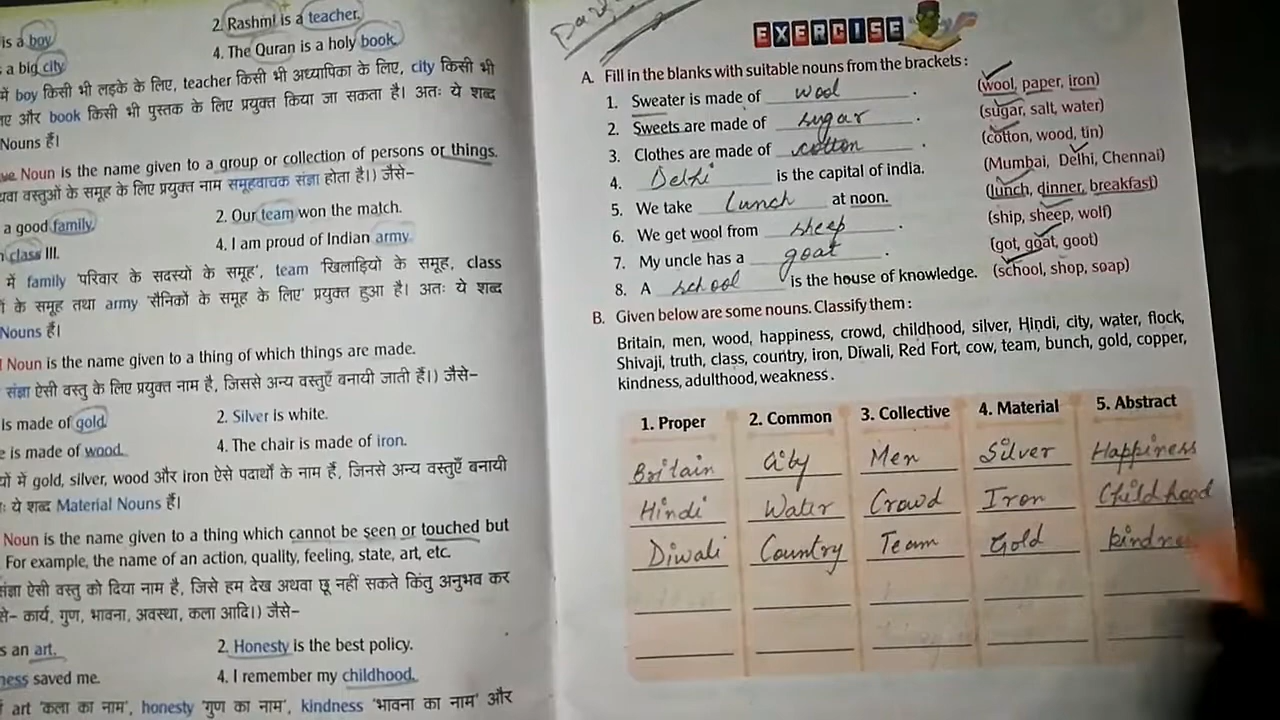 2. Rashmi is a teacher.
is a boy
4. The Quran is a holy book.
a big city
में boy किसी भी लड़के के लिए, teacher किसी भी अध्यापिका के लिए, city किसी भी
और book किसी भी पुस्तक के लिए प्रयुक्त किया जा सकता है। अतः ये शब्द
Nouns हैं।
Noun is the name given to a group or collection of persons or things.
वस्तुओं के समूह के लिए प्रयुक्त नाम समूहवाचक संज्ञा होता है।) जैसे–
a good family.
2. Our team won the match.
class III.
4. I am proud of Indian army.
में family 'परिवार के सदस्यों के समूह', team 'खिलाड़ियों के समूह, class
के समूह तथा army 'सैनिकों के समूह के लिए' प्रयुक्त हुआ है। अतः ये शब्द
Nouns हैं।
Noun is the name given to a thing of which things are made.
संज्ञा ऐसी वस्तु के लिए प्रयुक्त नाम है, जिससे अन्य वस्तुएँ बनायी जाती हैं।) जैसे–
is made of gold.
2. Silver is white.
is made of wood.
4. The chair is made of iron.
में gold, silver, wood और iron ऐसे पदार्थों के नाम हैं, जिनसे अन्य वस्तुएँ बनायी
ये शब्द Material Nouns हैं।
Noun is the name given to a thing which cannot be seen or touched but
For example, the name of an action, quality, feeling, state, art, etc.
संज्ञा ऐसी वस्तु को दिया नाम है, जिसे हम देख अथवा छू नहीं सकते किंतु अनुभव कर
कार्य, गुण, भावना, अवस्था, कला आदि।) जैसे–
an art.
2. Honesty is the best policy.
saved me.
4. I remember my childhood.
art 'कला का नाम', honesty 'गुण का नाम', kindness 'भावना का नाम' और
EXERCISE
A. Fill in the blanks with suitable nouns from the brackets :
1. Sweater is made of wool. (wool, paper, iron)
2. Sweets are made of sugar. (sugar, salt, water)
3. Clothes are made of cotton. (cotton, wood, tin)
4. Delhi is the capital of India. (Mumbai, Delhi, Chennai)
5. We take lunch at noon. (lunch, dinner, breakfast)
6. We get wool from sheep. (ship, sheep, wolf)
7. My uncle has a goat. (got, goat, goot)
8. A school is the house of knowledge. (school, shop, soap)
B. Given below are some nouns. Classify them :
Britain, men, wood, happiness, crowd, childhood, silver, Hindi, city, water, flock,
Shivaji, truth, class, country, iron, Diwali, Red Fort, cow, team, bunch, gold, copper,
kindness, adulthood, weakness.
1. Proper 2. Common 3. Collective 4. Material 5. Abstract
Britain City Men Silver Happiness
Hindi Water Crowd Iron Childhood
Diwali Country Team Gold